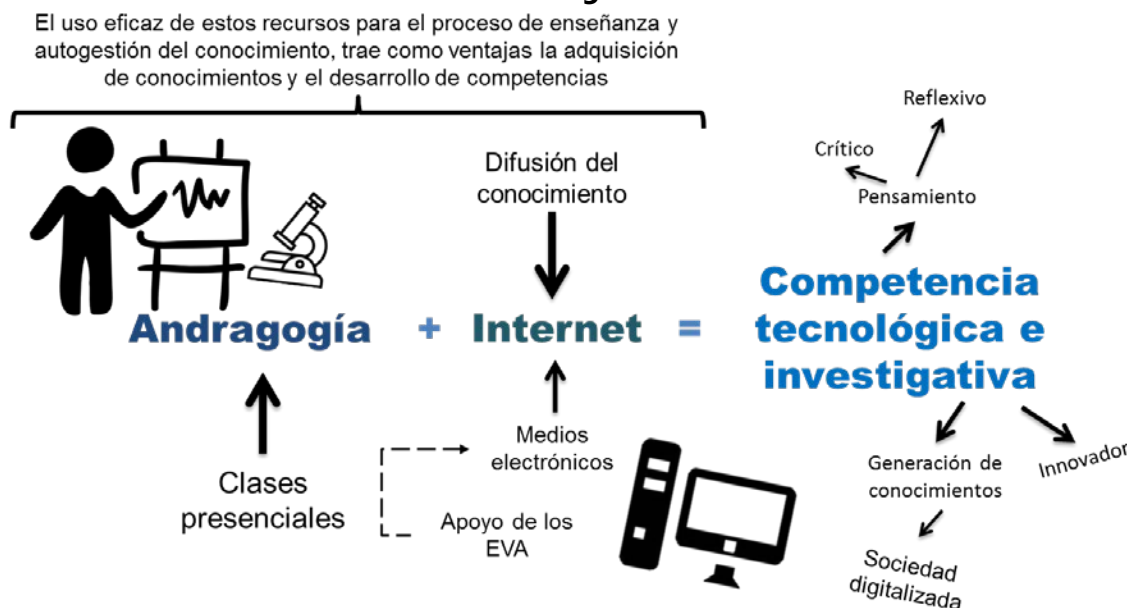 El uso eficaz de estos recursos para el proceso de enseñanza y
autogestión del conocimiento, trae como ventajas la adquisición
de conocimientos y el desarrollo de competencias
Reflexivo
Crítico
Pensamiento
Difusión del
conocimiento
Andragogía + Internet =
Competencia
tecnológica e
investigativa
Clases
presenciales
Medios
electrónicos
Apoyo de los
EVA
Generación de
conocimientos
Innovador
Sociedad
digitalizada